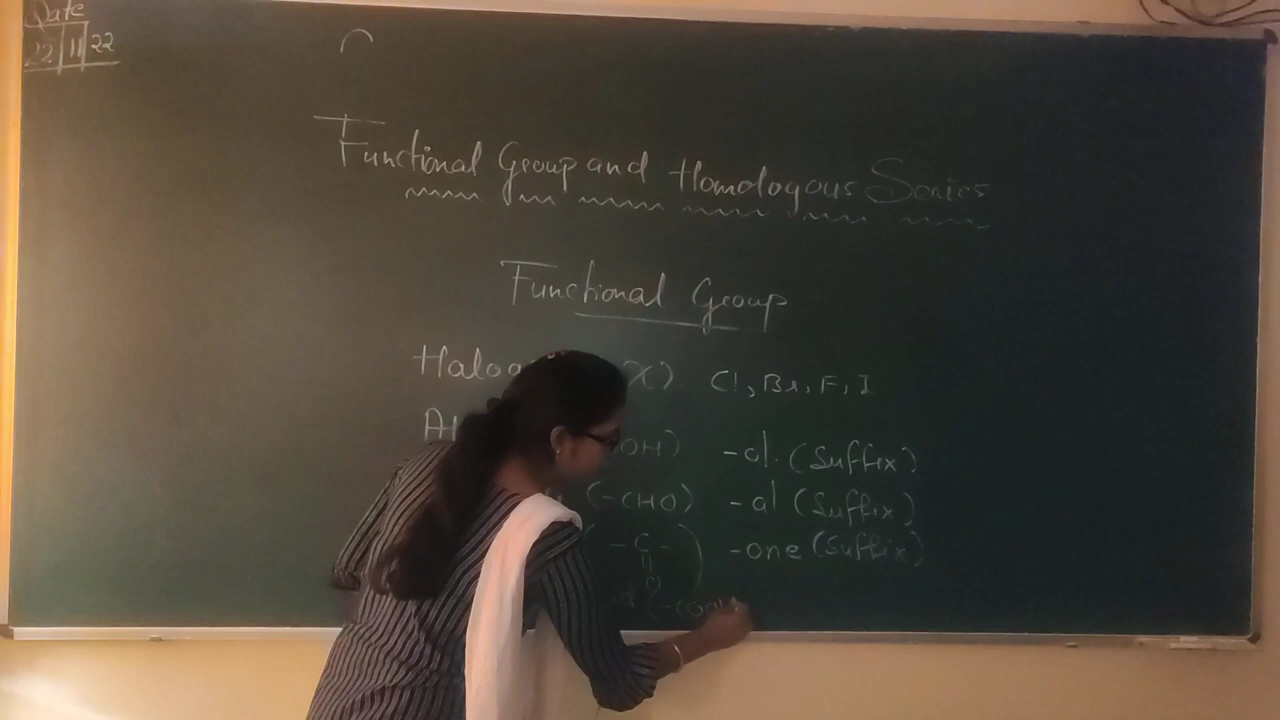 Date
22/11/22
Functional Group and Homologous Series
Functional Group
X) Cl, Br, F, I
OH) -ol (Suffix)
(-CHO) -al (Suffix)
(-C-) -one (Suffix)
||
O
(-COOH